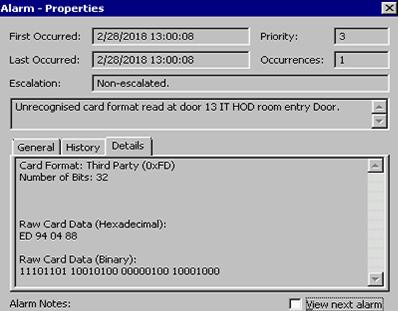 Alarm - Properties
First Occurred: 2/28/2018 13:00:08 Priority: 3
Last Occurred: 2/28/2018 13:00:08 Occurrences: 1
Escalation: Non-escalated.
Unrecognised card format read at door 13 IT HOD room entry Door.
General History Details
Card Format: Third Party (0xFD)
Number of Bits: 32
Raw Card Data (Hexadecimal):
ED 94 04 88
Raw Card Data (Binary):
11101101 10010100 00000100 10001000
Alarm Notes: View next alarm